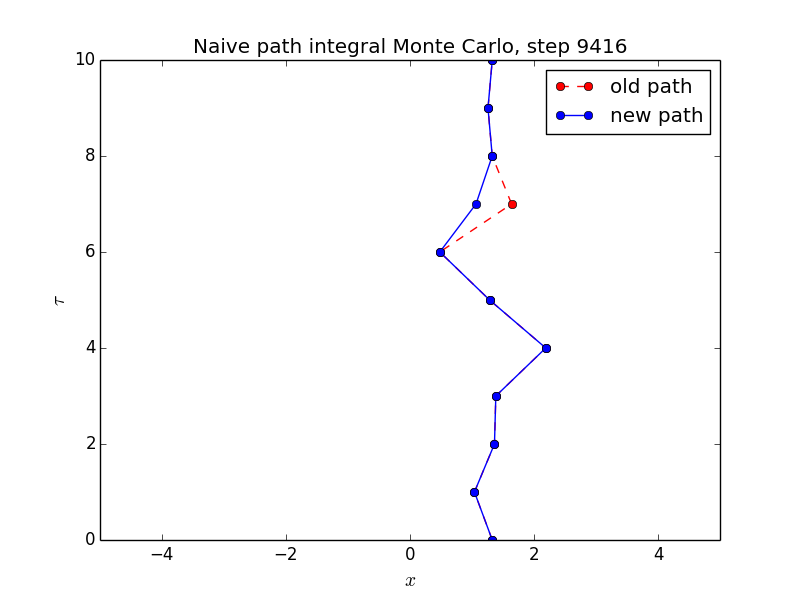 Naive path integral Monte Carlo, step 9416
old path
new path
10
8
6
4
2
0
τ
−4 −2 0 2 4
x